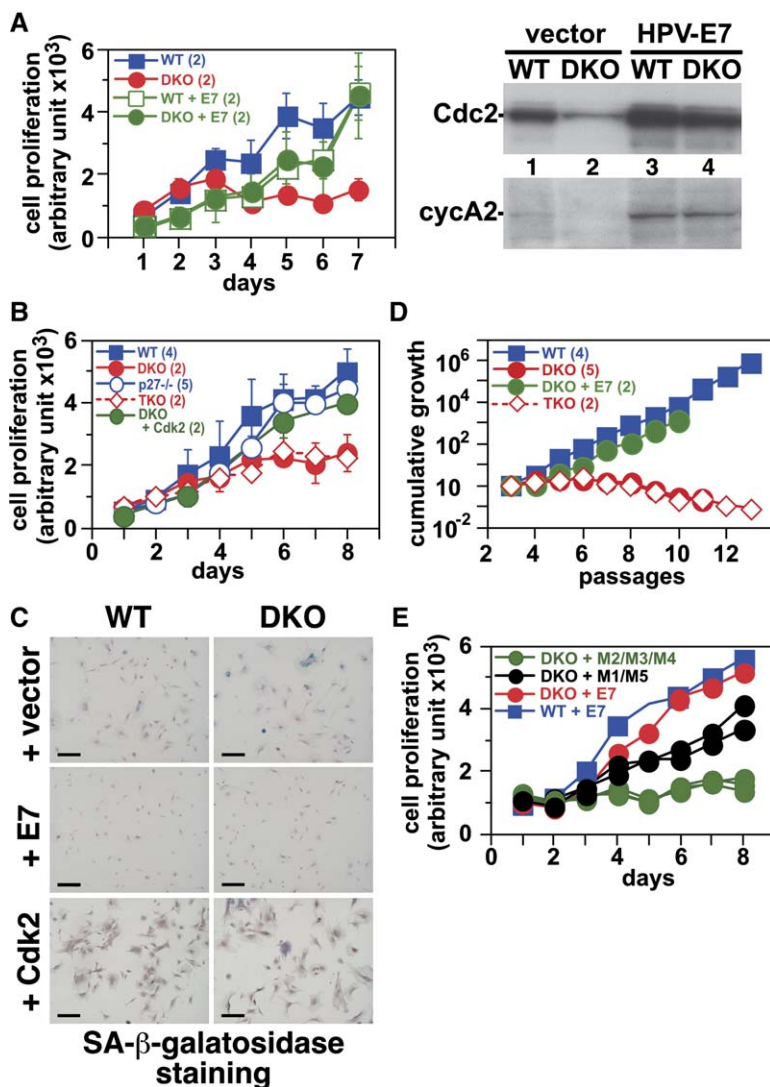 A
cell proliferation
(arbitrary unit x10³)
6
4
2
0
WT (2)
DKO (2)
WT + E7 (2)
DKO + E7 (2)
1 2 3 4 5 6 7
days
vector HPV-E7
WT DKO WT DKO
Cdc2-
1 2 3 4
cycA2-
B
cell proliferation
(arbitrary unit x10³)
6
4
2
0
WT (4)
DKO (2)
p27-/- (5)
TKO (2)
DKO
+ Cdk2 (2)
0 2 4 6 8
days
D
cumulative growth
10⁶
10⁴
10²
10
10⁻²
WT (4)
DKO (5)
DKO + E7 (2)
TKO (2)
2 4 6 8 10 12
passages
C
WT DKO
+ vector
+ E7
+ Cdk2
SA-β-galatosidase
staining
E
cell proliferation
(arbitrary unit x10³)
6
4
2
0
DKO + M2/M3/M4
DKO + M1/M5
DKO + E7
WT + E7
0 2 4 6 8
days